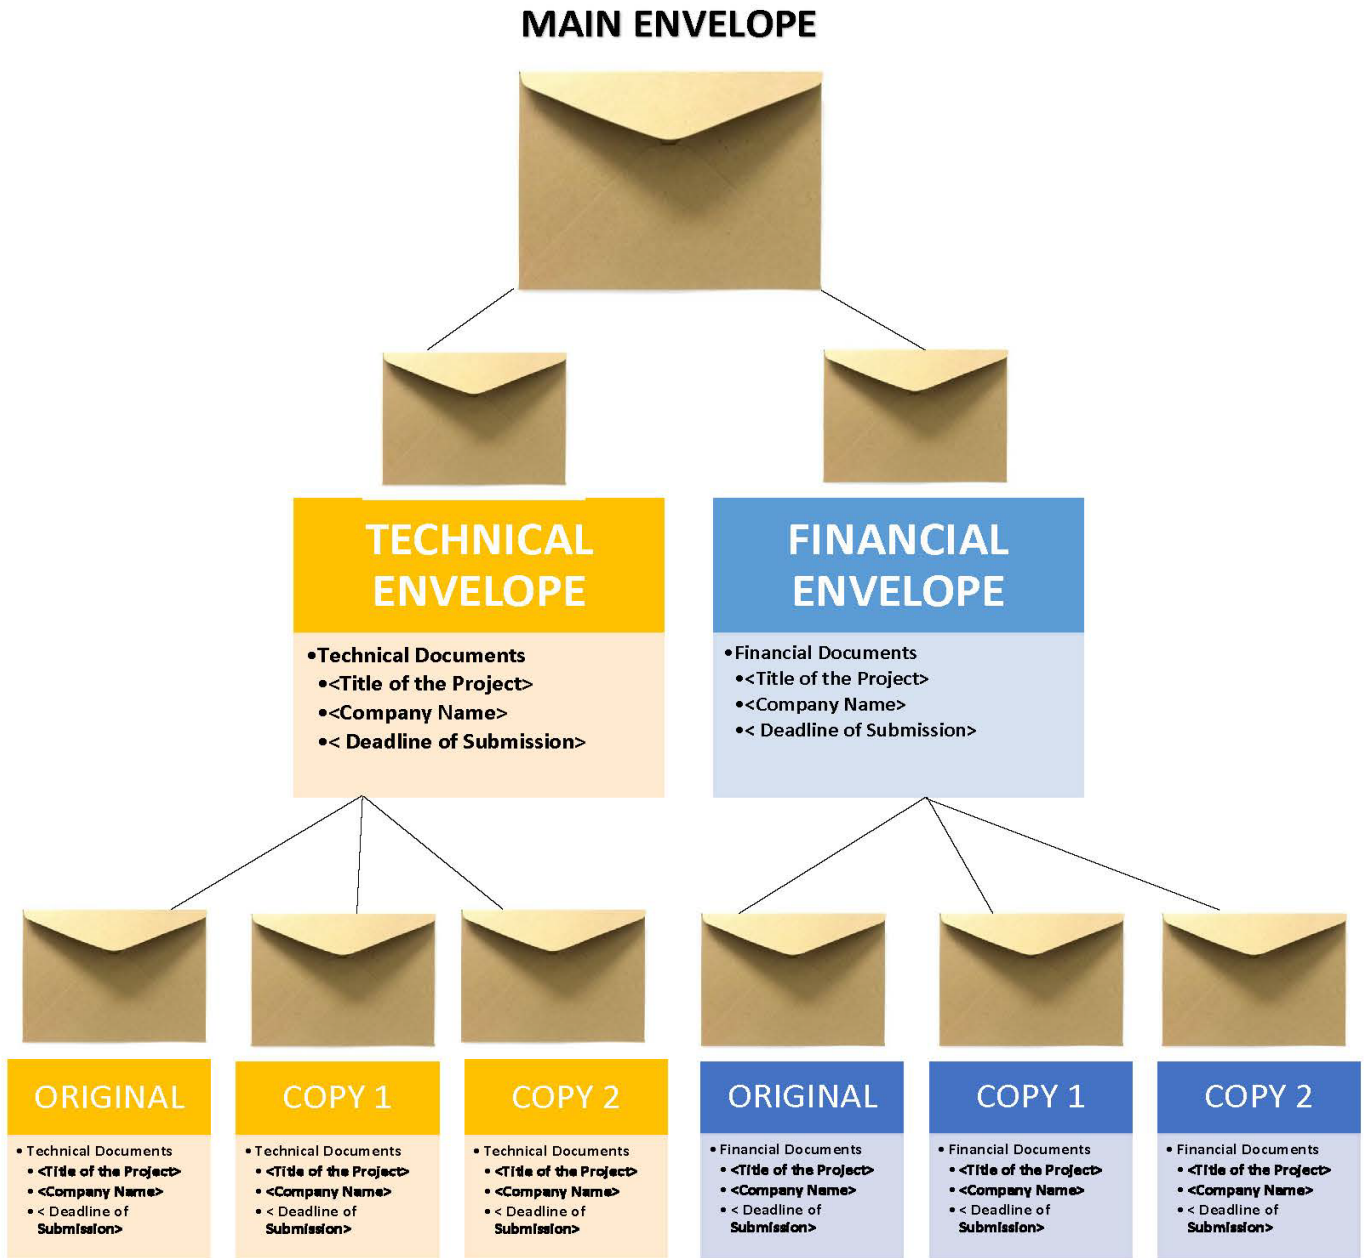 MAIN ENVELOPE
TECHNICAL
ENVELOPE
•Technical Documents
•<Title of the Project>
•<Company Name>
•< Deadline of Submission>
FINANCIAL
ENVELOPE
•Financial Documents
•<Title of the Project>
•<Company Name>
•< Deadline of Submission>
ORIGINAL
• Technical Documents
• <Title of the Project>
• <Company Name>
• < Deadline of
Submission>
COPY 1
• Technical Documents
• <Title of the Project>
• <Company Name>
• < Deadline of
Submission>
COPY 2
• Technical Documents
• <Title of the Project>
• <Company Name>
• < Deadline of
Submission>
ORIGINAL
• Financial Documents
• <Title of the Project>
• <Company Name>
• < Deadline of
Submission>
COPY 1
• Financial Documents
• <Title of the Project>
• <Company Name>
• < Deadline of
Submission>
COPY 2
• Financial Documents
• <Title of the Project>
• <Company Name>
• < Deadline of
Submission>